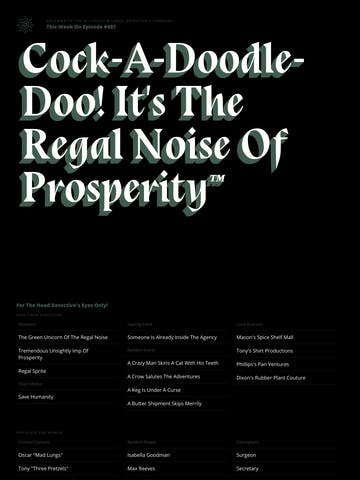 This Week On Episode #487
Cock-A-Doodle-
Doo! It's The
Regal Noise Of
Prosperity™
For The Head Detective's Eyes Only!
The Green Unicorn Of The Regal Noise
Tremendous Unsightly Imp Of
Prosperity
Regal Sprite
Save Humanity
Someone Is Already Inside The Agency
A Crazy Man Skins A Cat With His Teeth
A Crow Salutes The Adventures
A Keg Is Under A Curse
A Butter Shipment Skips Merrily
Mason's Spice Shelf Mall
Tony's Shirt Productions
Phillipi's Pan Ventures
Dixon's Rubber Plant Couture
Oscar "Mad Lungs"
Tony "Three Pretzels"
Isabella Goodman
Max Reeves
Surgeon
Secretary